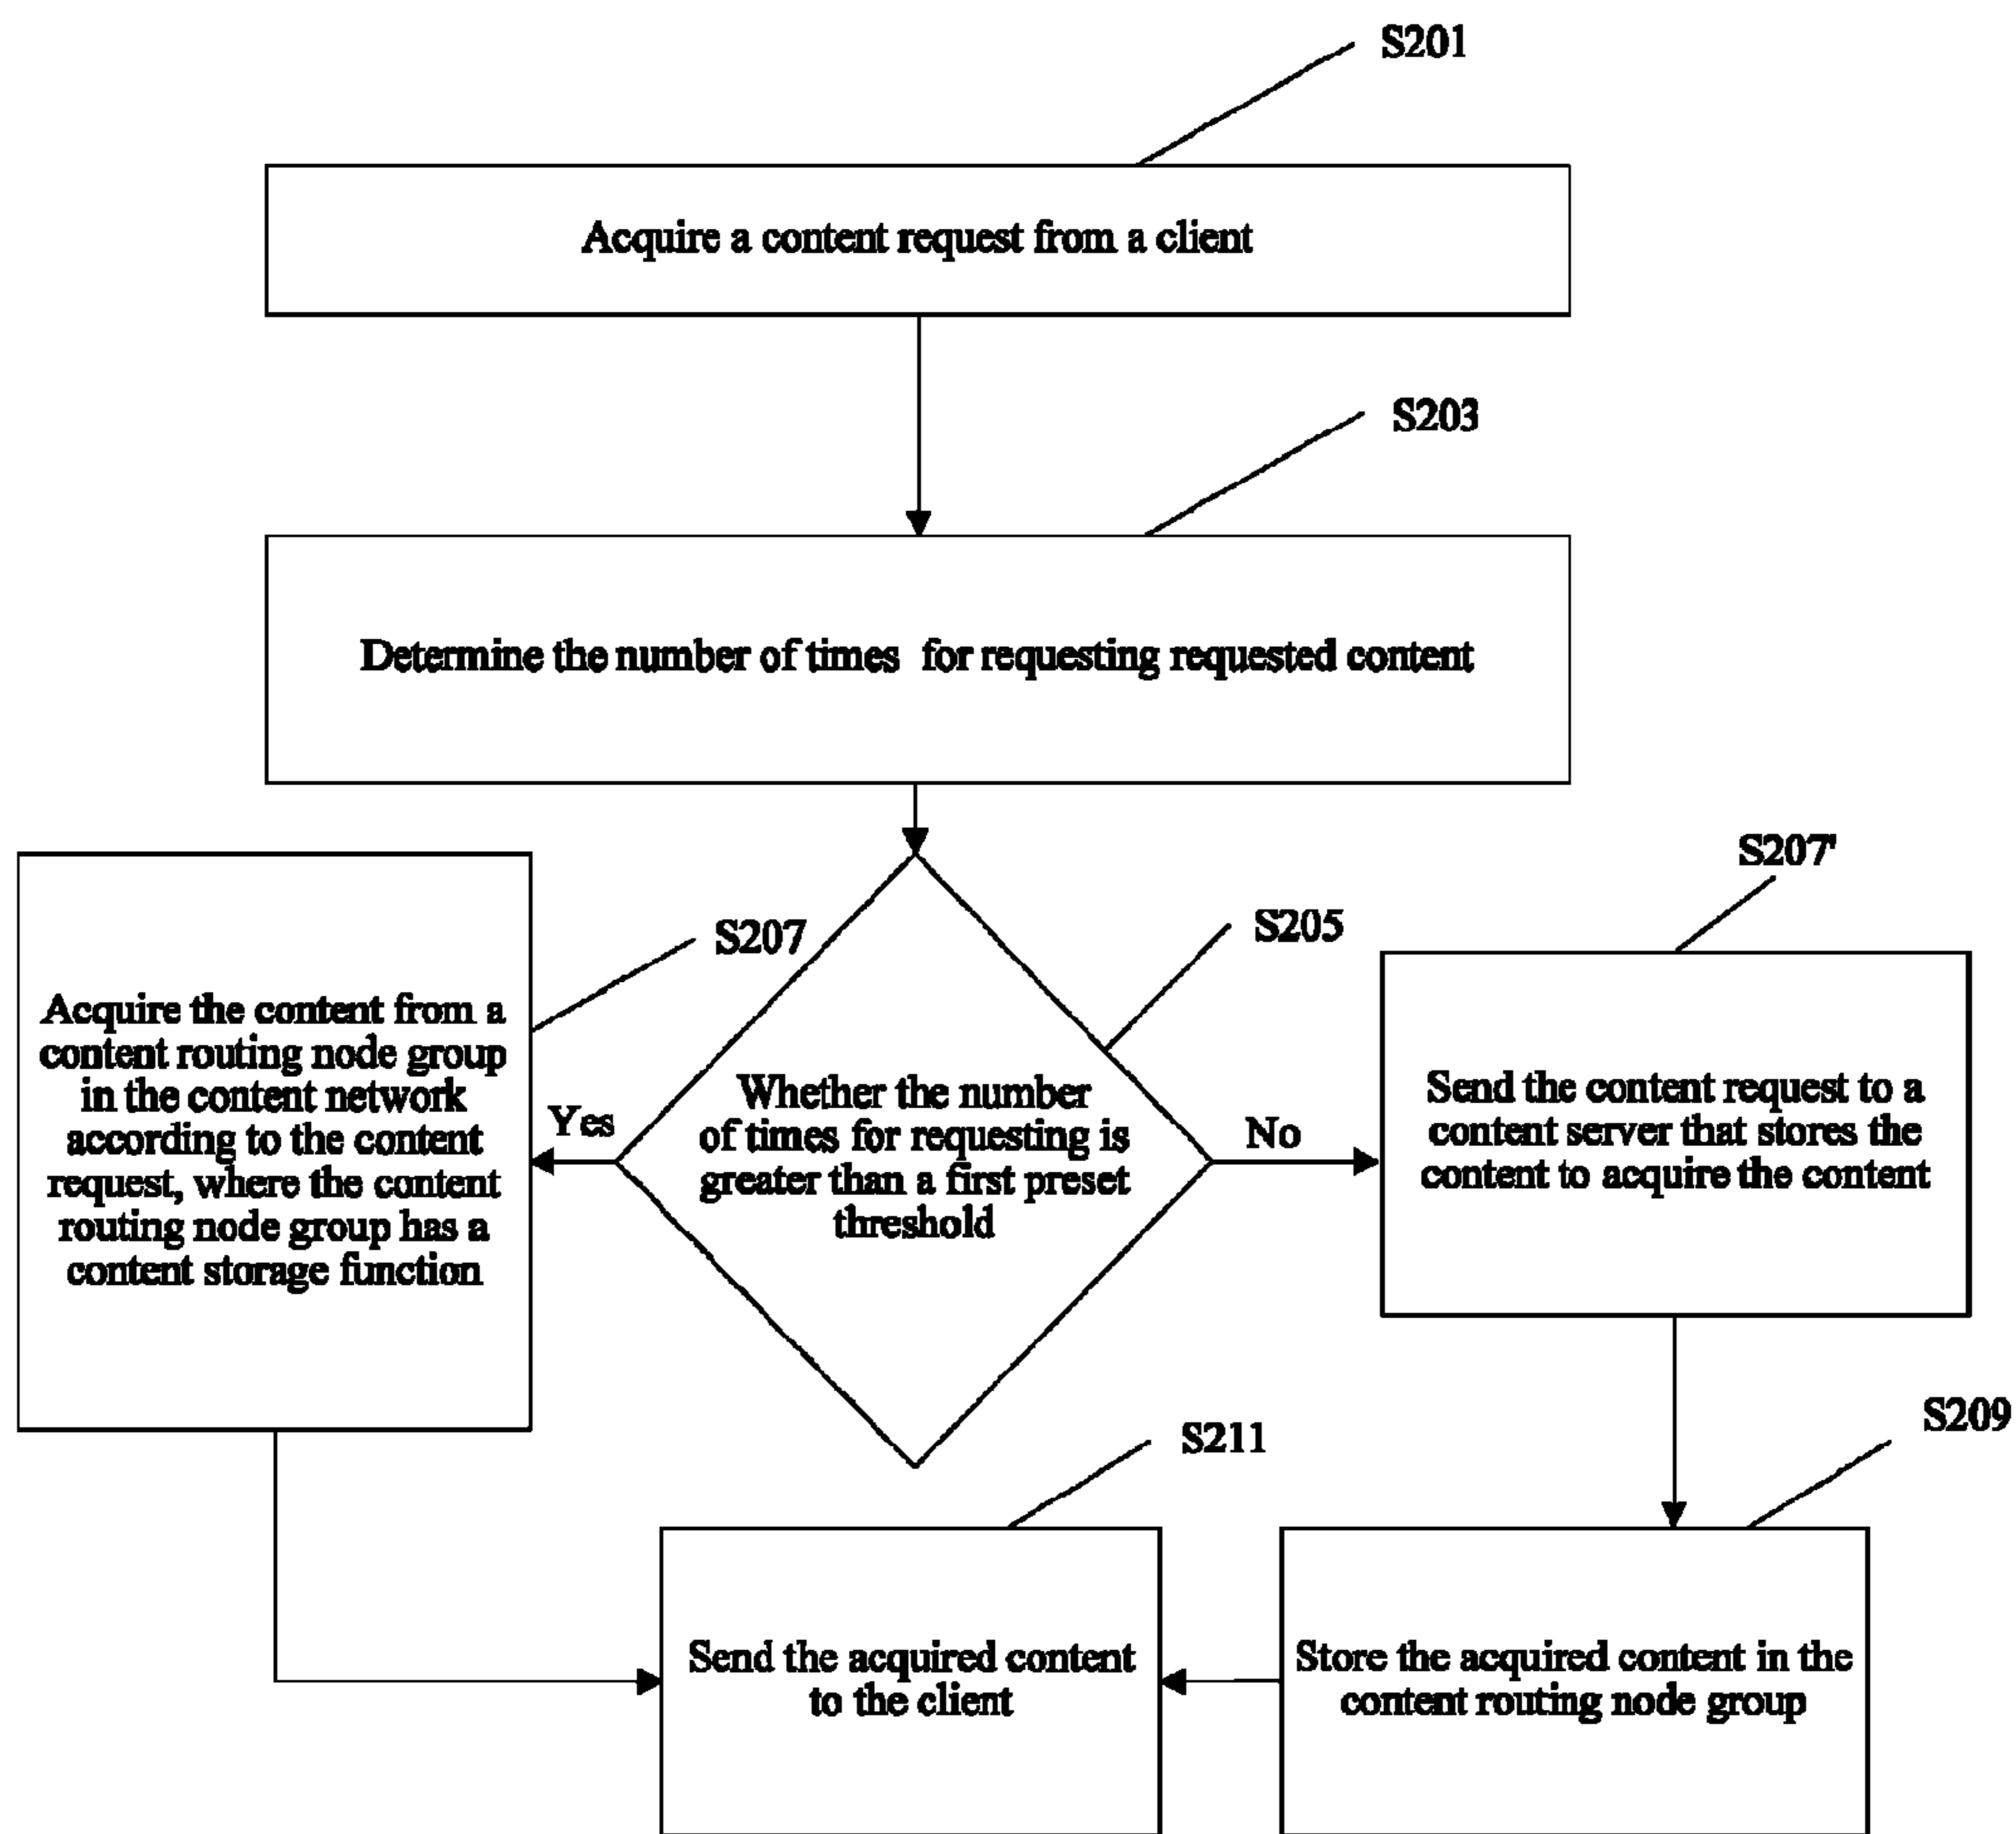 S201
Acquire a content request from a client
S203
Determine the number of times for requesting requested content
S207'
S207
S205
Acquire the content from a
content routing node group
in the content network
according to the content
request, where the content
routing node group has a
content storage function
Yes
Whether the number
of times for requesting is
greater than a first preset
threshold
No
Send the content request to a
content server that stores the
content to acquire the content
S211
S209
Send the acquired content
to the client
Store the acquired content in the
content routing node group